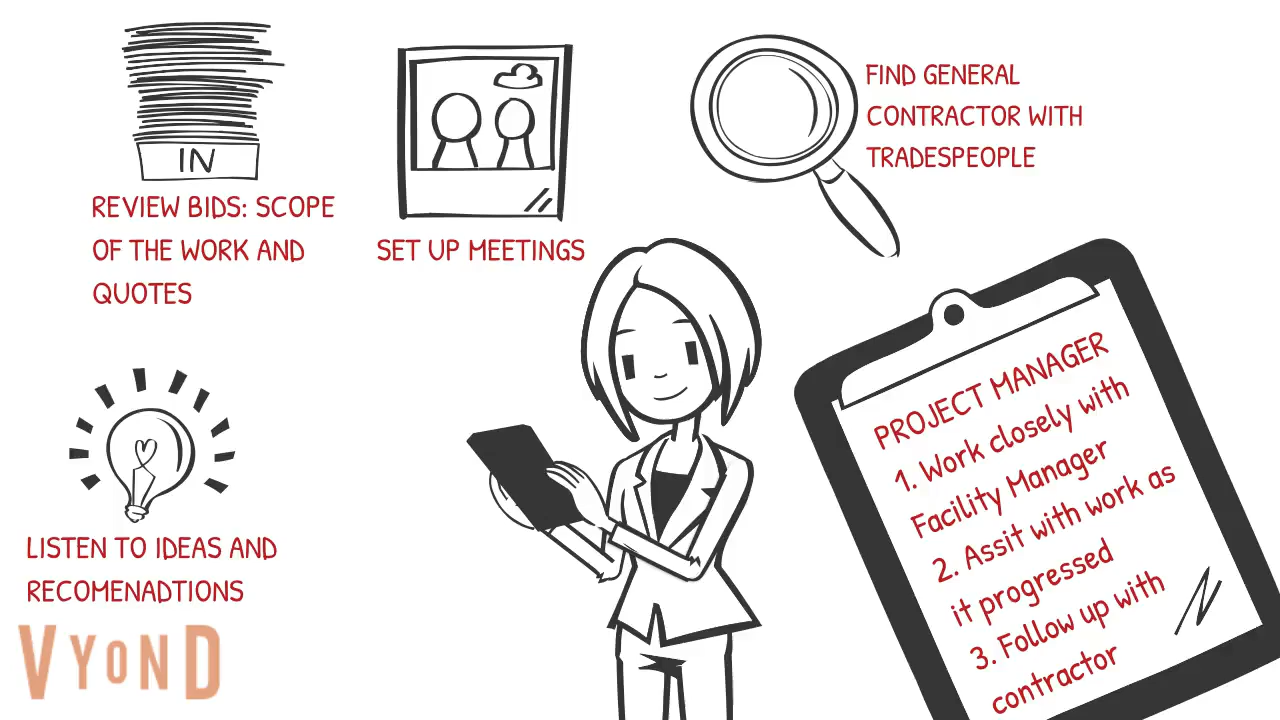 IN
REVIEW BIDS: SCOPE
OF THE WORK AND
QUOTES
SET UP MEETINGS
FIND GENERAL
CONTRACTOR WITH
TRADESPEOPLE
LISTEN TO IDEAS AND
RECOMENADTIONS
PROJECT MANAGER
1. Work closely with
Facility Manager
2. Assit with work as
it progressed
3. Follow up with
contractor
VYOND